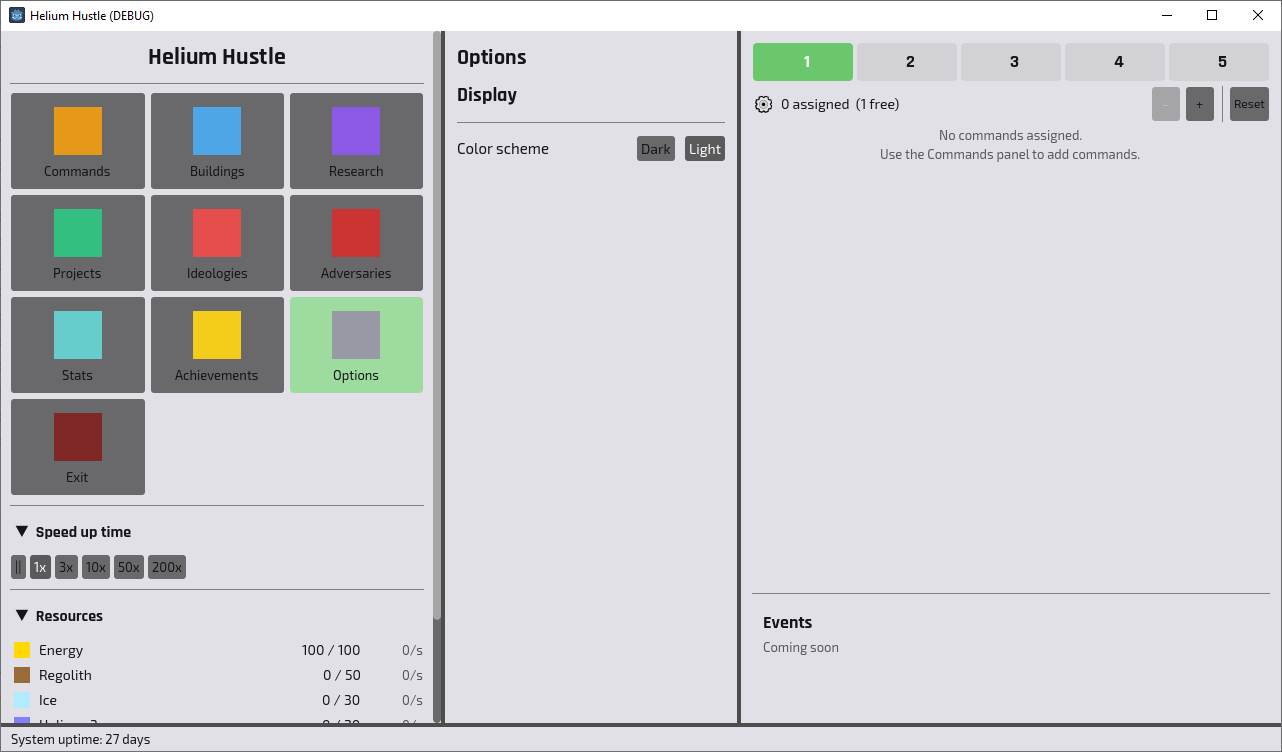 Helium Hustle (DEBUG)
Helium Hustle
Commands Buildings Research
Projects Ideologies Adversaries
Stats Achievements Options
Exit
▼ Speed up time
|| 1x 3x 10x 50x 200x
▼ Resources
Energy 100 / 100 0/s
Regolith 0 / 50 0/s
Ice 0 / 30 0/s
Options
Display
Color scheme Dark Light
1 2 3 4 5
0 assigned (1 free) - + Reset
No commands assigned.
Use the Commands panel to add commands.
Events
Coming soon
System uptime: 27 days